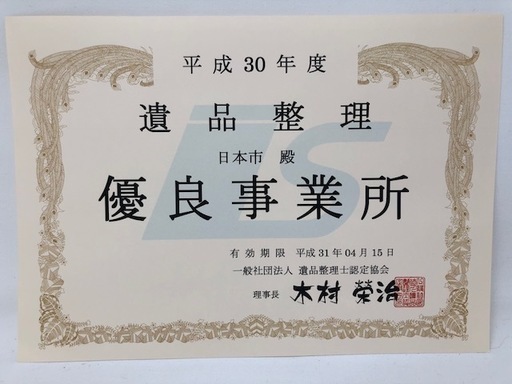 平成30年度
遺品整理
日本市 殿
優良事業所
有効期限 平成31年04月15日
一般社団法人 遺品整理士認定協会
理事長 木村 榮治
IS